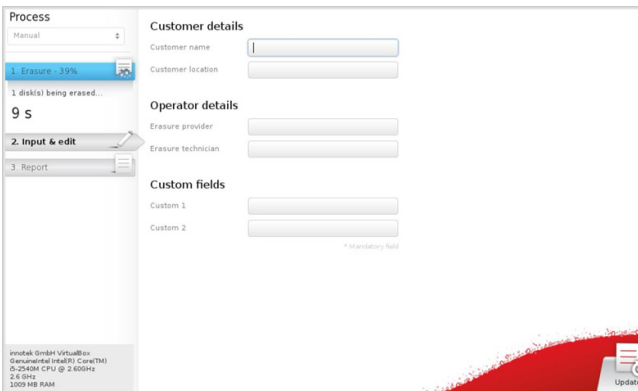 Process
Manual
1. Erasure - 39%
1 disk(s) being erased...
9 s
2. Input & edit
3. Report
innotek GmbH VirtualBox
GenuineIntel Intel(R) Core(TM)
i5-2540M CPU @ 2.60GHz
2.6 GHz
1009 MB RAM
Customer details
Customer name
Customer location
Operator details
Erasure provider
Erasure technician
Custom fields
Custom 1
Custom 2
* Mandatory field